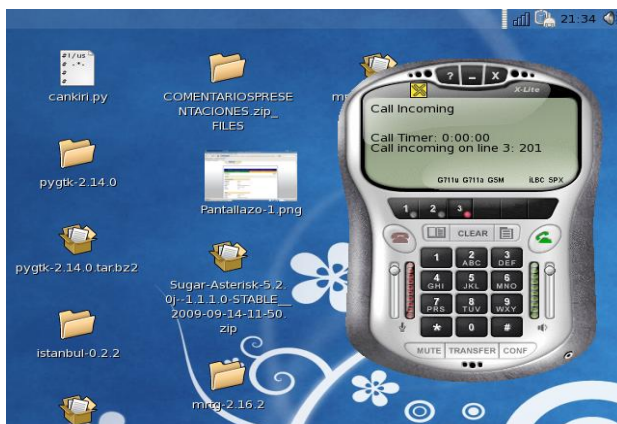 21:34
#!/us
# -*-
#
#
cankiri.py
COMENTARIOSPRESE
NTACIONES.zip_
FILES
pygtk-2.14.0
Pantallazo-1.png
pygtk-2.14.0.tar.bz2
Sugar-Asterisk-5.2.
0j--1.1.1.0-STABLE__
2009-09-14-11-50.
zip
istanbul-0.2.2
mrtg-2.16.2
? – X
X-Lite
Call Incoming
Call Timer: 0:00:00
Call incoming on line 3: 201
G711u G711a GSM iLBC SPX
1 2 3
CLEAR
1 2 ABC 3 DEF
4 GHI 5 JKL 6 MNO
7 PRS 8 TUV 9 WXY
* 0 #
MUTE TRANSFER CONF